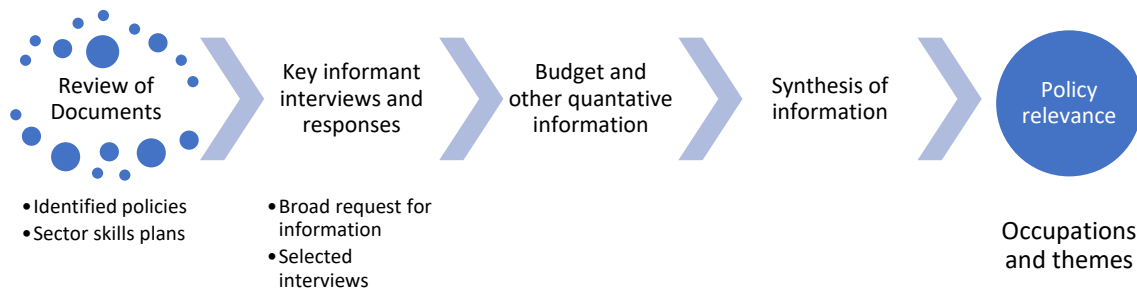 Review of
Documents
• Identified policies
• Sector skills plans
Key informant
interviews and
responses
• Broad request for
information
• Selected
interviews
Budget and
other quantative
information
Synthesis of
information
Policy
relevance
Occupations
and themes